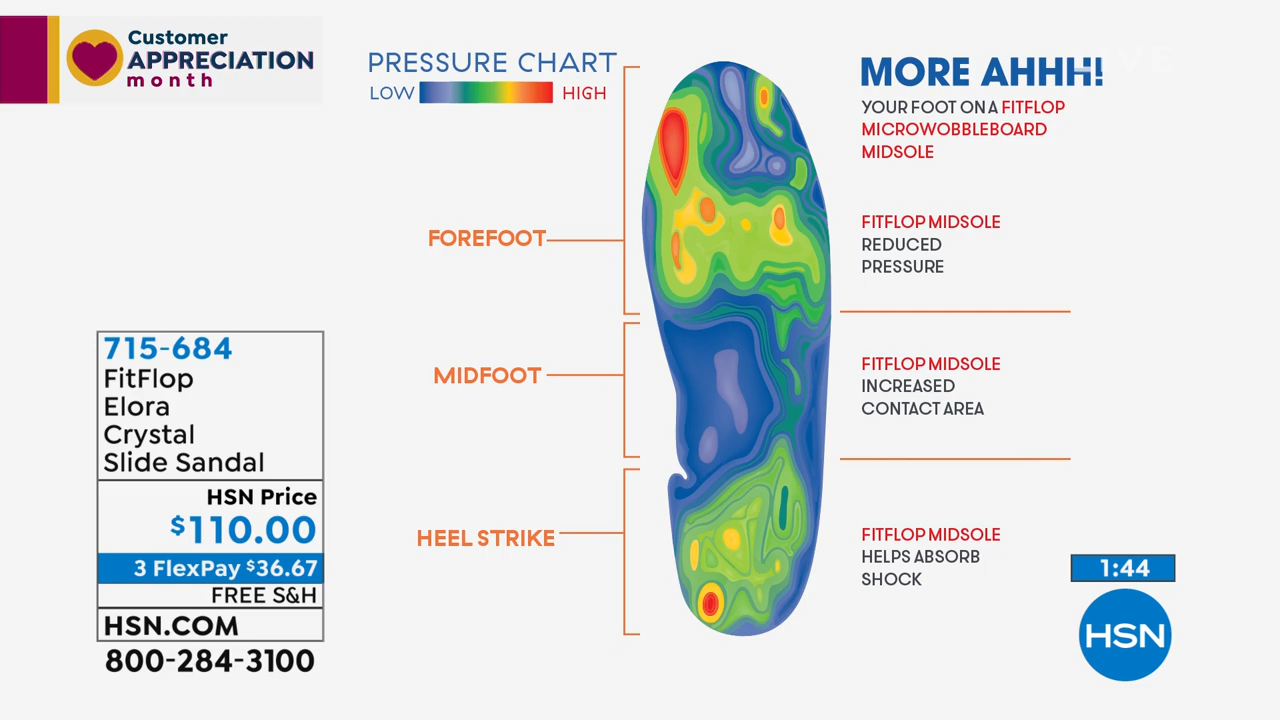 Customer
APPRECIATION
month
PRESSURE CHART
LOW
HIGH
MORE AHHH!
LIVE
YOUR FOOT ON A FITFLOP
MICROWOBBLEBOARD
MIDSOLE
FOREFOOT
FITFLOP MIDSOLE
REDUCED
PRESSURE
MIDFOOT
FITFLOP MIDSOLE
INCREASED
CONTACT AREA
HEEL STRIKE
FITFLOP MIDSOLE
HELPS ABSORB
SHOCK
715-684
FitFlop
Elora
Crystal
Slide Sandal
HSN Price
$110.00
3 FlexPay $36.67
FREE S&H
HSN.COM
800-284-3100
1:44
HSN